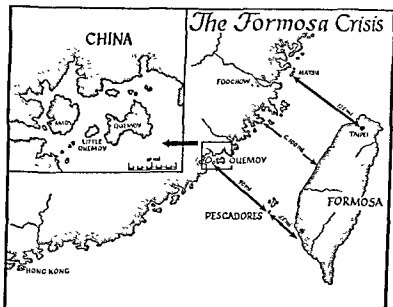 The Formosa Crisis
CHINA
AMOY
LITTLE
QUEMOY
QUEMOY
FOOCHOW
MATSU
TAIPEI
QUEMOY
PESCADORES
FORMOSA
HONG KONG